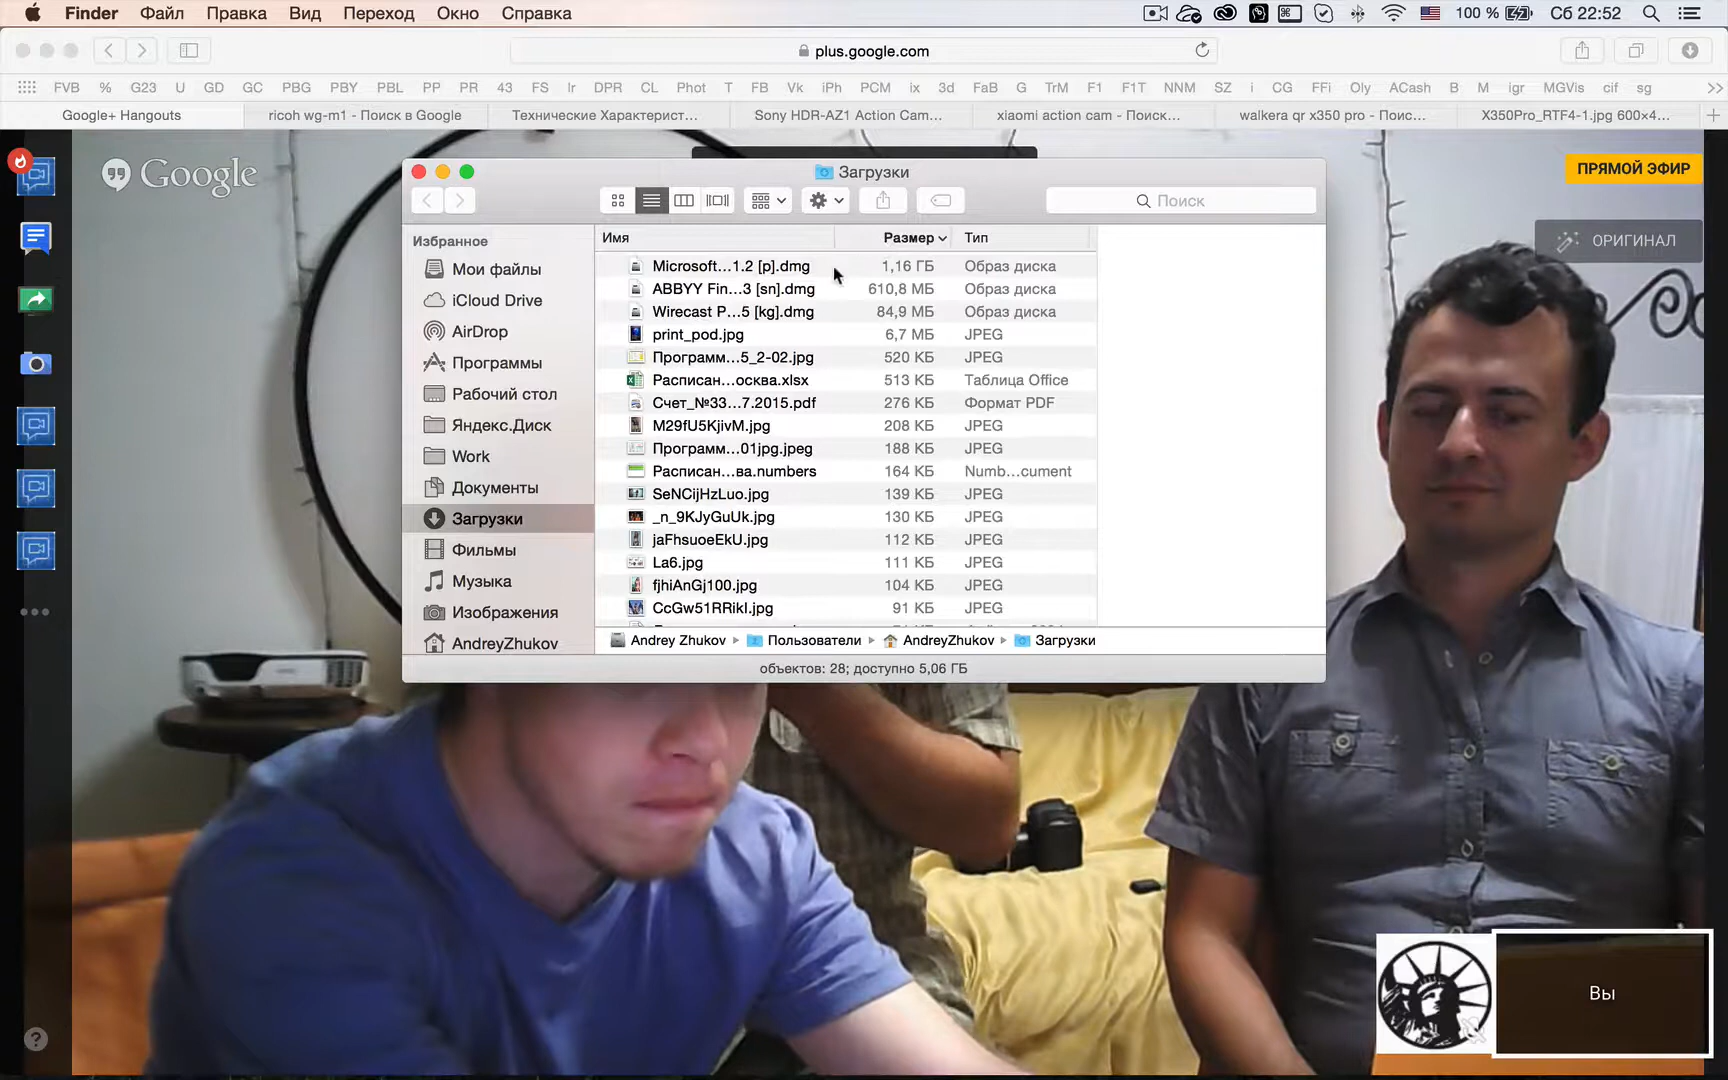 Finder Файл Правка Вид Переход Окно Справка 100 % Сб 22:52
plus.google.com
FVB % G23 U GD GC PBG PBY PBL PP PR 43 FS Ir DPR CL Phot T FB Vk iPh PCM ix 3d FaB G TrM F1 F1T NNM SZ i CG FFi Oly ACash B M igr MGVis cif sg
Google+ Hangouts ricoh wg-m1 - Поиск в Google Технические Характерист... Sony HDR-AZ1 Action Cam... xiaomi action cam - Поиск... walkera qr x350 pro - Поис... X350Pro_RTF4-1.jpg 600×4...
Google
ПРЯМОЙ ЭФИР
ОРИГИНАЛ
Загрузки
Поиск
Избранное
Мои файлы
iCloud Drive
AirDrop
Программы
Рабочий стол
Яндекс.Диск
Work
Документы
Загрузки
Фильмы
Музыка
Изображения
AndreyZhukov
Имя Размер Тип
Microsoft...1.2 [p].dmg 1,16 ГБ Образ диска
ABBYY Fin...3 [sn].dmg 610,8 МБ Образ диска
Wirecast P...5 [kg].dmg 84,9 МБ Образ диска
print_pod.jpg 6,7 МБ JPEG
Программ...5_2-02.jpg 520 КБ JPEG
Расписан...осква.xlsx 513 КБ Таблица Office
Счет_№33...7.2015.pdf 276 КБ Формат PDF
M29fU5KjivM.jpg 208 КБ JPEG
Программ...01jpg.jpeg 188 КБ JPEG
Расписан...ва.numbers 164 КБ Numb...cument
SeNCijHzLuo.jpg 139 КБ JPEG
_n_9KJyGuUk.jpg 130 КБ JPEG
jaFhsuoeEkU.jpg 112 КБ JPEG
La6.jpg 111 КБ JPEG
fjhiAnGj100.jpg 104 КБ JPEG
CcGw51RRikI.jpg 91 КБ JPEG
Andrey Zhukov Пользователи AndreyZhukov Загрузки
объектов: 28; доступно 5,06 ГБ
Вы